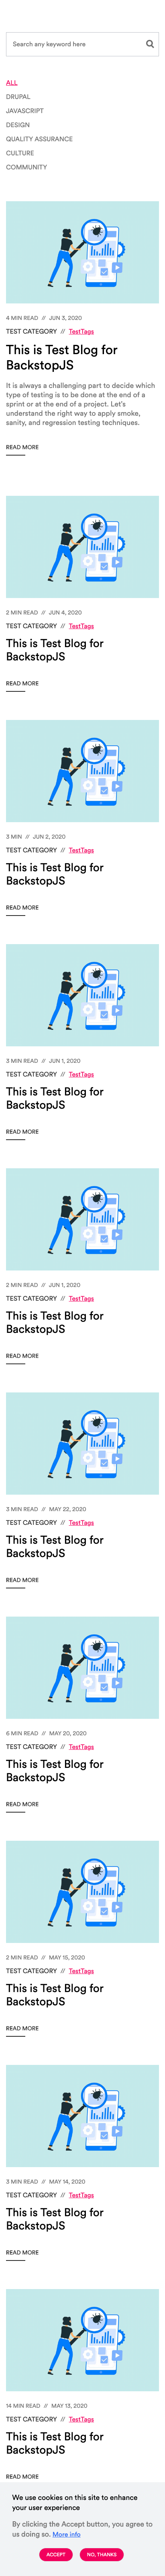 Search any keyword here
ALL
DRUPAL
JAVASCRIPT
DESIGN
QUALITY ASSURANCE
CULTURE
COMMUNITY
4 MIN READ // JUN 3, 2020
TEST CATEGORY // TestTags
This is Test Blog for
BackstopJS
It is always a challenging part to decide which
type of testing is to be done at the end of a
sprint or at the end of a project. Let's
understand the right way to apply smoke,
sanity, and regression testing techniques.
READ MORE
2 MIN READ // JUN 4, 2020
TEST CATEGORY // TestTags
This is Test Blog for
BackstopJS
READ MORE
3 MIN // JUN 2, 2020
TEST CATEGORY // TestTags
This is Test Blog for
BackstopJS
READ MORE
3 MIN READ // JUN 1, 2020
TEST CATEGORY // TestTags
This is Test Blog for
BackstopJS
READ MORE
2 MIN READ // JUN 1, 2020
TEST CATEGORY // TestTags
This is Test Blog for
BackstopJS
READ MORE
3 MIN READ // MAY 22, 2020
TEST CATEGORY // TestTags
This is Test Blog for
BackstopJS
READ MORE
6 MIN READ // MAY 20, 2020
TEST CATEGORY // TestTags
This is Test Blog for
BackstopJS
READ MORE
2 MIN READ // MAY 15, 2020
TEST CATEGORY // TestTags
This is Test Blog for
BackstopJS
READ MORE
3 MIN READ // MAY 14, 2020
TEST CATEGORY // TestTags
This is Test Blog for
BackstopJS
READ MORE
14 MIN READ // MAY 13, 2020
TEST CATEGORY // TestTags
This is Test Blog for
BackstopJS
READ MORE
We use cookies on this site to enhance
your user experience
By clicking the Accept button, you agree to
us doing so. More info
ACCEPT NO, THANKS